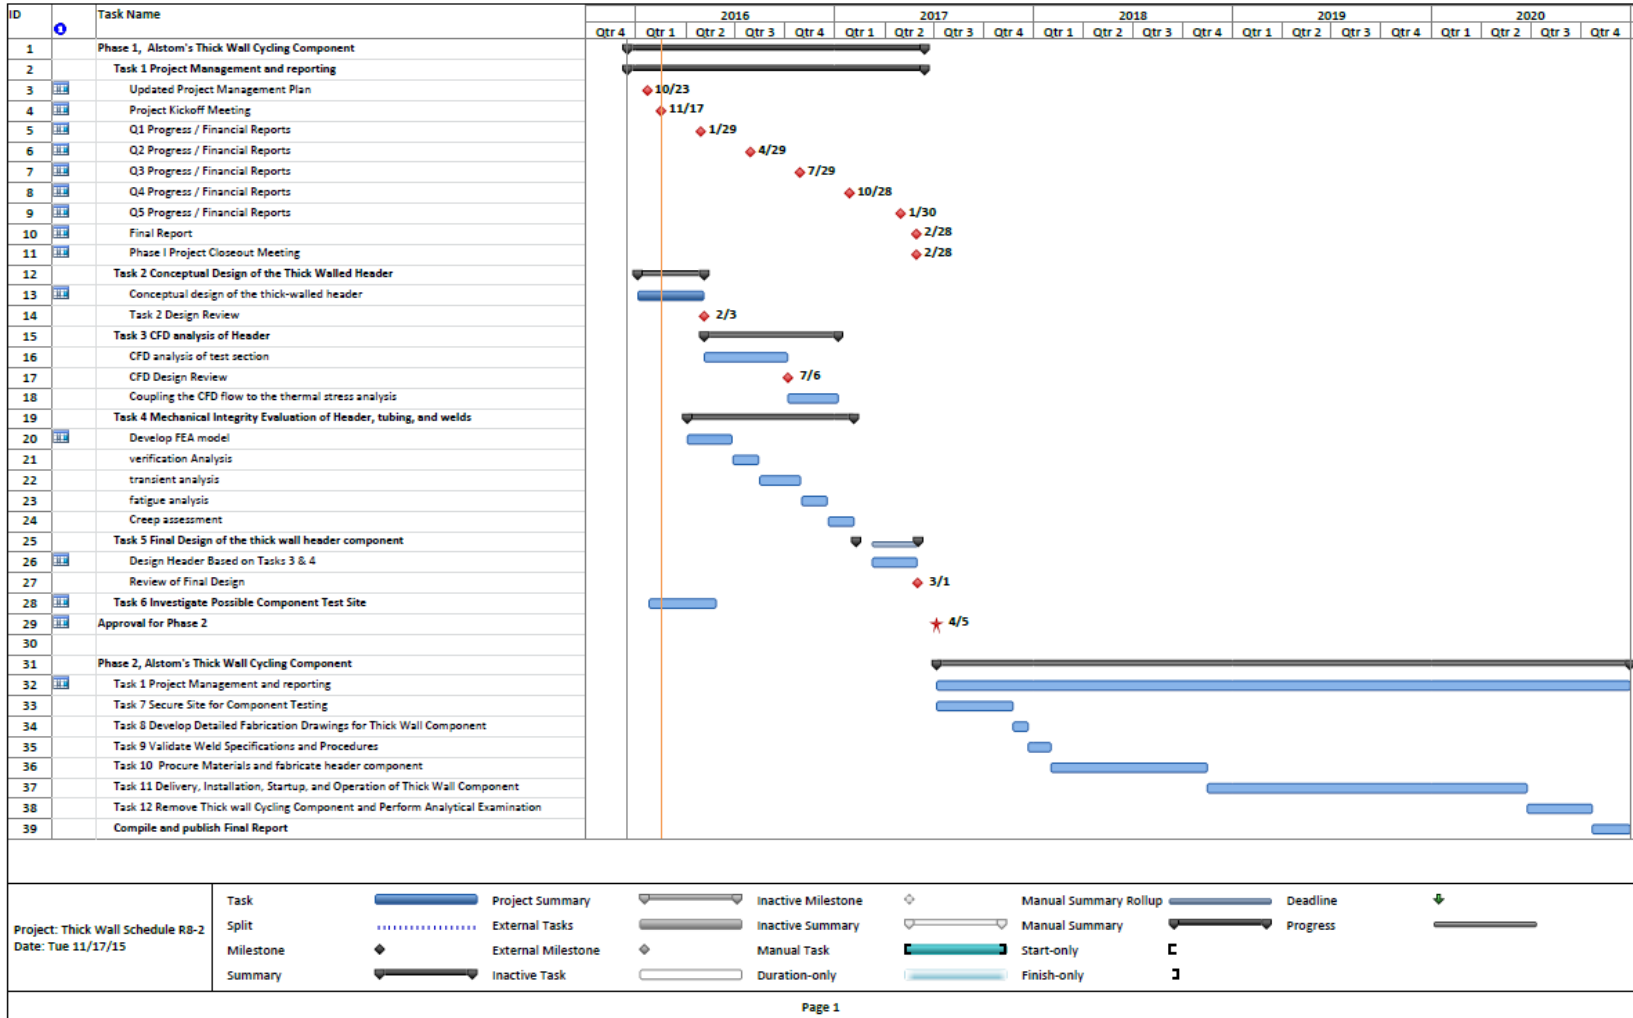 ID Task Name 2016 2017 2018 2019 2020
Qtr 4 Qtr 1 Qtr 2 Qtr 3 Qtr 4 Qtr 1 Qtr 2 Qtr 3 Qtr 4 Qtr 1 Qtr 2 Qtr 3 Qtr 4 Qtr 1 Qtr 2 Qtr 3 Qtr 4 Qtr 1 Qtr 2 Qtr 3 Qtr 4
1 Phase 1, Alstom's Thick Wall Cycling Component
2 Task 1 Project Management and reporting
3 Updated Project Management Plan 10/23
4 Project Kickoff Meeting 11/17
5 Q1 Progress / Financial Reports 1/29
6 Q2 Progress / Financial Reports 4/29
7 Q3 Progress / Financial Reports 7/29
8 Q4 Progress / Financial Reports 10/28
9 Q5 Progress / Financial Reports 1/30
10 Final Report 2/28
11 Phase I Project Closeout Meeting 2/28
12 Task 2 Conceptual Design of the Thick Walled Header
13 Conceptual design of the thick-walled header
14 Task 2 Design Review 2/3
15 Task 3 CFD analysis of Header
16 CFD analysis of test section
17 CFD Design Review 7/6
18 Coupling the CFD flow to the thermal stress analysis
19 Task 4 Mechanical Integrity Evaluation of Header, tubing, and welds
20 Develop FEA model
21 verification Analysis
22 transient analysis
23 fatigue analysis
24 Creep assessment
25 Task 5 Final Design of the thick wall header component
26 Design Header Based on Tasks 3 & 4
27 Review of Final Design 3/1
28 Task 6 Investigate Possible Component Test Site
29 Approval for Phase 2 4/5
30
31 Phase 2, Alstom's Thick Wall Cycling Component
32 Task 1 Project Management and reporting
33 Task 7 Secure Site for Component Testing
34 Task 8 Develop Detailed Fabrication Drawings for Thick Wall Component
35 Task 9 Validate Weld Specifications and Procedures
36 Task 10 Procure Materials and fabricate header component
37 Task 11 Delivery, Installation, Startup, and Operation of Thick Wall Component
38 Task 12 Remove Thick wall Cycling Component and Perform Analytical Examination
39 Compile and publish Final Report
Project: Thick Wall Schedule R8-2
Date: Tue 11/17/15
Task Project Summary Inactive Milestone Manual Summary Rollup Deadline
Split External Tasks Inactive Summary Manual Summary Progress
Milestone External Milestone Manual Task Start-only
Summary Inactive Task Duration-only Finish-only
Page 1